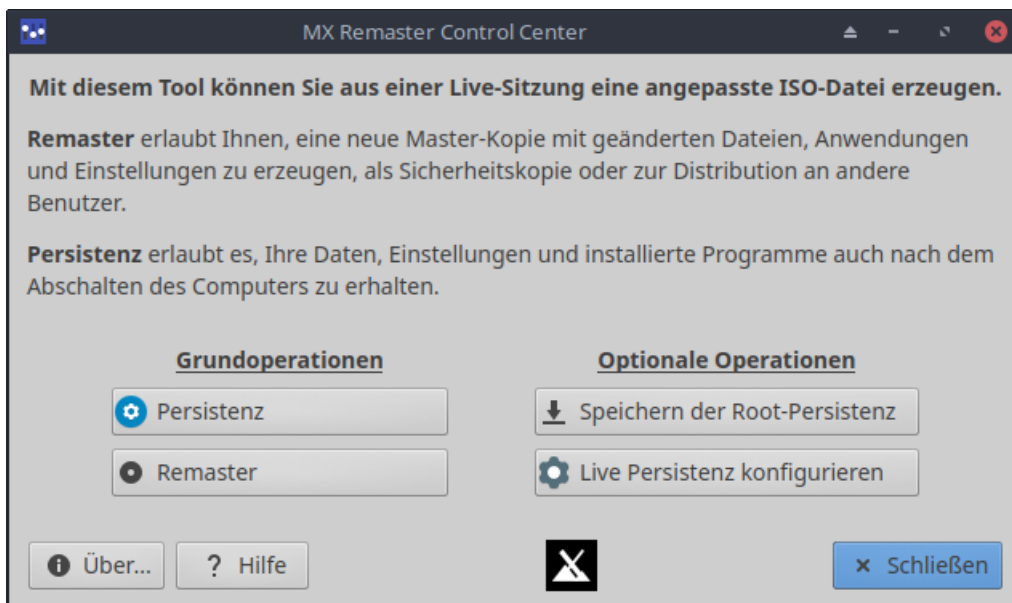 MX Remaster Control Center
Mit diesem Tool können Sie aus einer Live-Sitzung eine angepasste ISO-Datei erzeugen.
Remaster erlaubt Ihnen, eine neue Master-Kopie mit geänderten Dateien, Anwendungen
und Einstellungen zu erzeugen, als Sicherheitskopie oder zur Distribution an andere
Benutzer.
Persistenz erlaubt es, Ihre Daten, Einstellungen und installierte Programme auch nach dem
Abschalten des Computers zu erhalten.
Grundoperationen
Optionale Operationen
Persistenz
Speichern der Root-Persistenz
Remaster
Live Persistenz konfigurieren
Über...
? Hilfe
Schließen